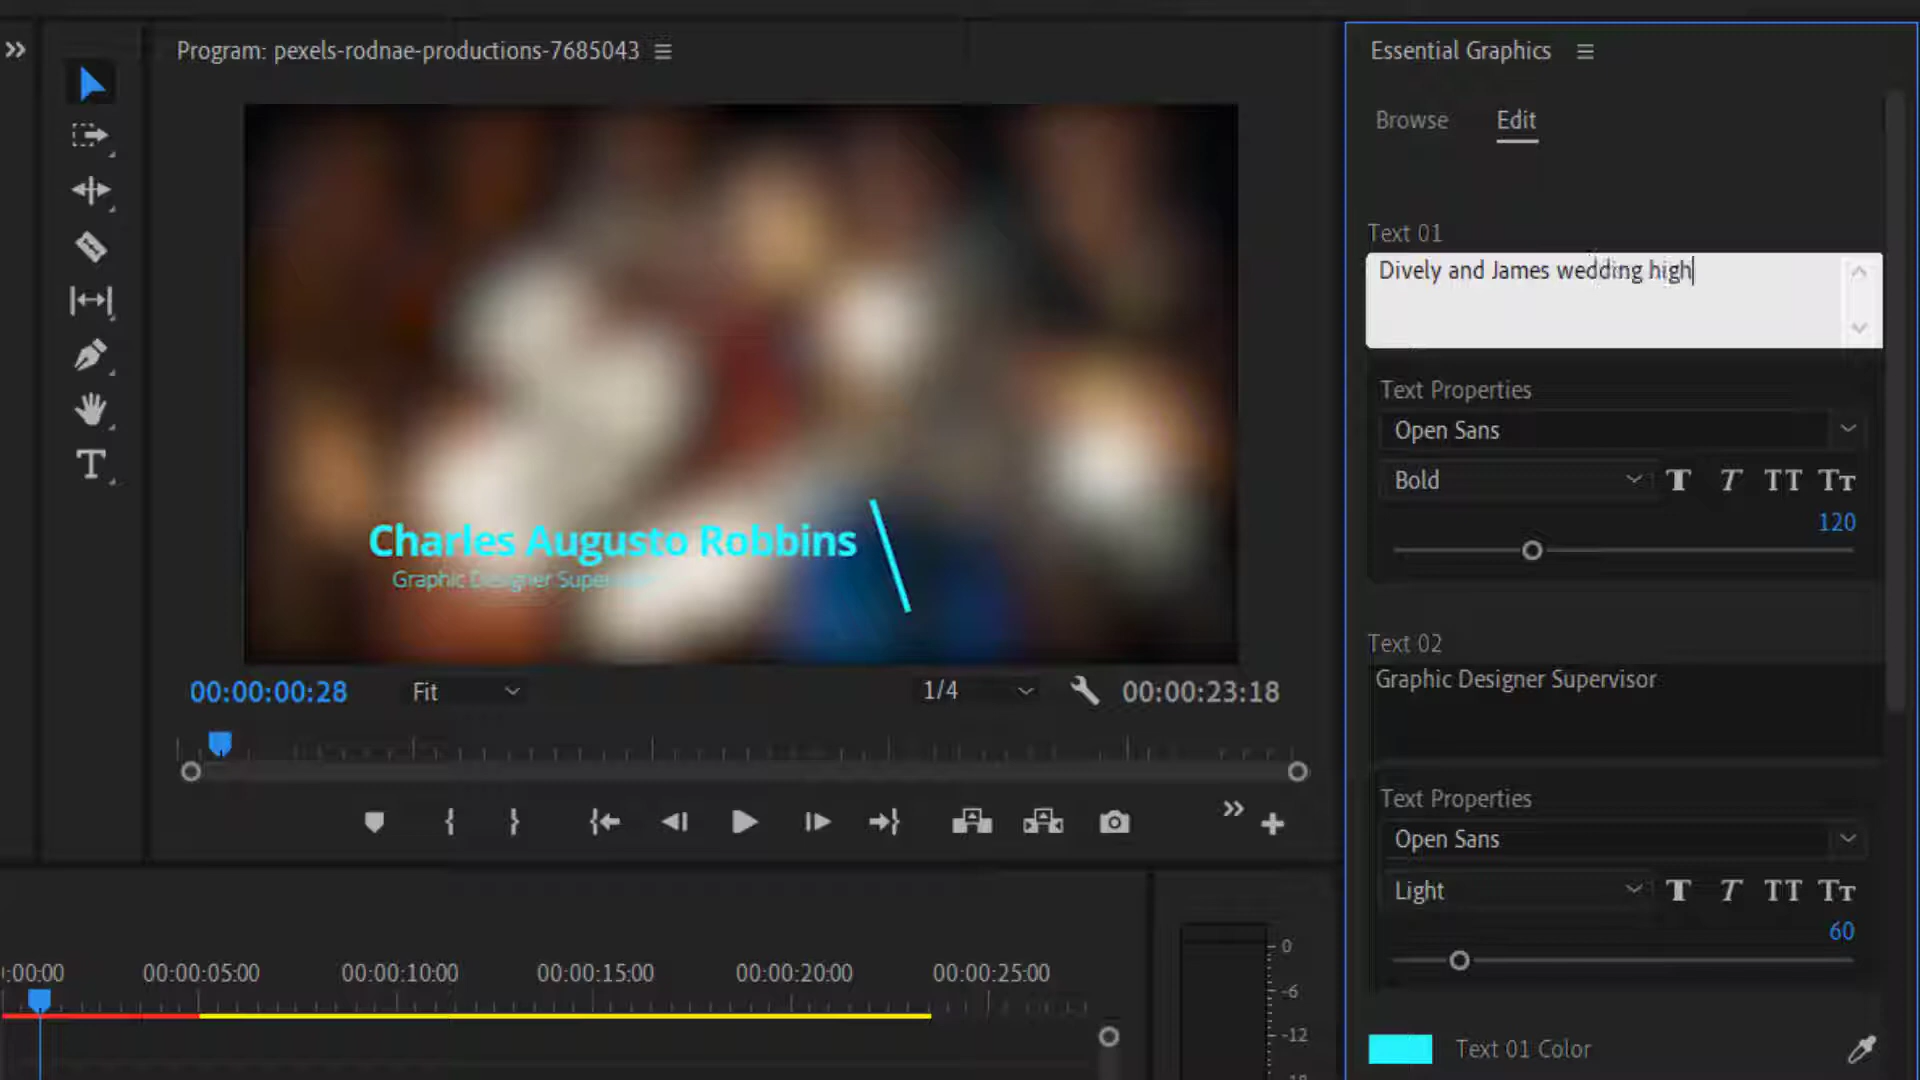 Program: pexels-rodnae-productions-7685043
Charles Augusto Robbins
Graphic Designer
00:00:00:28
Fit
1/4
00:00:23:18
:00:00
00:00:05:00
00:00:10:00
00:00:15:00
00:00:20:00
00:00:25:00
0
-6
-12
Essential Graphics
Browse
Edit
Text 01
Dively and James wedding high
Text Properties
Open Sans
Bold
T T TT TT
120
Text 02
Graphic Designer Supervisor
Text Properties
Open Sans
Light
T T TT TT
60
Text 01 Color